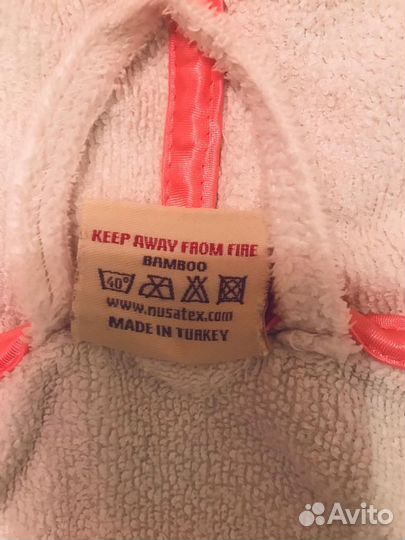 KEEP AWAY FROM FIRE
BAMBOO
40°
www.nusatex.com
MADE IN TURKEY
Avito